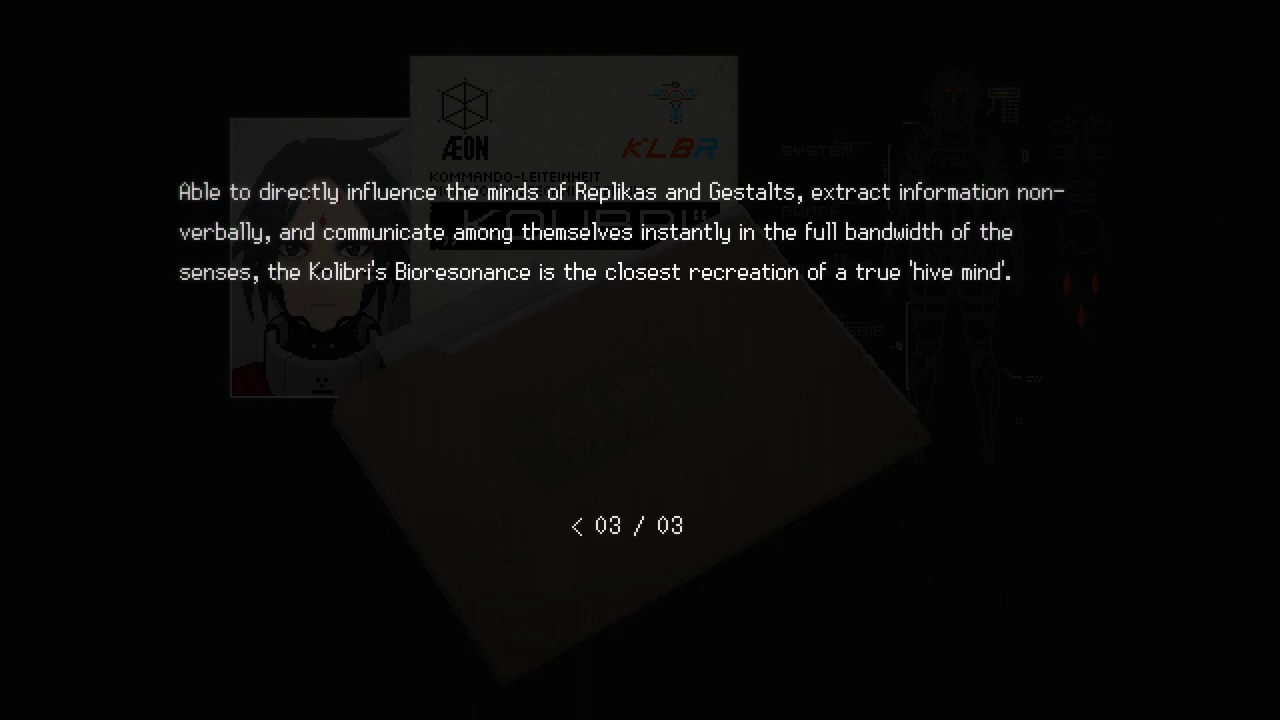 ÆON
KLBR
KOMMANDO-LEITEINHEIT
SYSTEM
Able to directly influence the minds of Replikas and Gestalts, extract information non-
verbally, and communicate among themselves instantly in the full bandwidth of the
senses, the Kolibri's Bioresonance is the closest recreation of a true 'hive mind'.
< 03 / 03